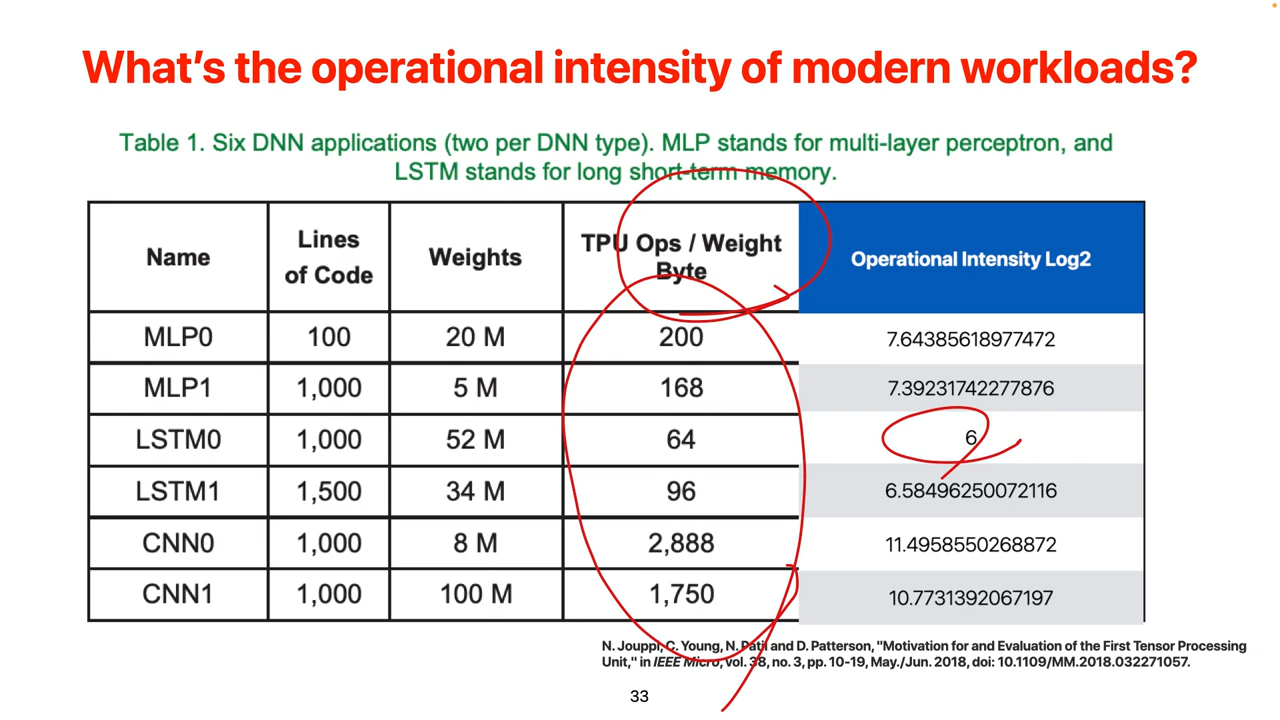 What's the operational intensity of modern workloads?
Table 1. Six DNN applications (two per DNN type). MLP stands for multi-layer perceptron, and
LSTM stands for long short-term memory.
Name Lines of Code Weights TPU Ops / Weight Byte Operational Intensity Log2
MLP0 100 20 M 200 7.64385618977472
MLP1 1,000 5 M 168 7.39231742277876
LSTM0 1,000 52 M 64 6
LSTM1 1,500 34 M 96 6.58496250072116
CNN0 1,000 8 M 2,888 11.4958550268872
CNN1 1,000 100 M 1,750 10.7731392067197
N. Jouppi, C. Young, N. Patil and D. Patterson, "Motivation for and Evaluation of the First Tensor Processing
Unit," in IEEE Micro, vol. 38, no. 3, pp. 10-19, May./Jun. 2018, doi: 10.1109/MM.2018.032271057.
33